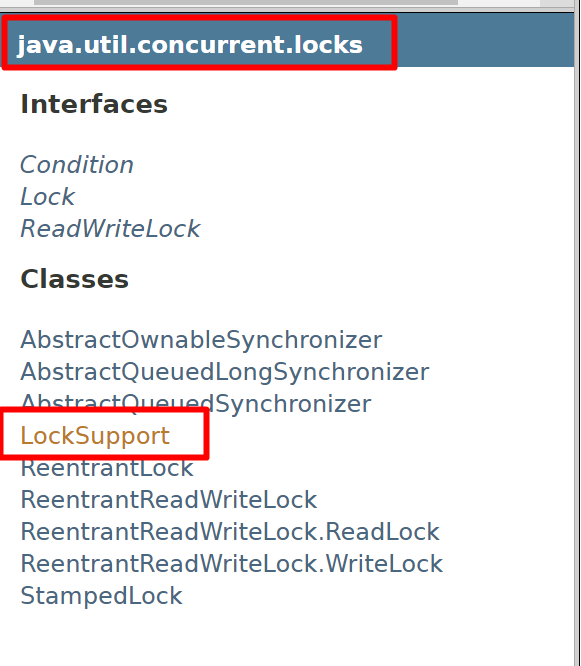 java.util.concurrent.locks
Interfaces
Condition
Lock
ReadWriteLock
Classes
AbstractOwnableSynchronizer
AbstractQueuedLongSynchronizer
AbstractQueuedSynchronizer
LockSupport
ReentrantLock
ReentrantReadWriteLock
ReentrantReadWriteLock.ReadLock
ReentrantReadWriteLock.WriteLock
StampedLock